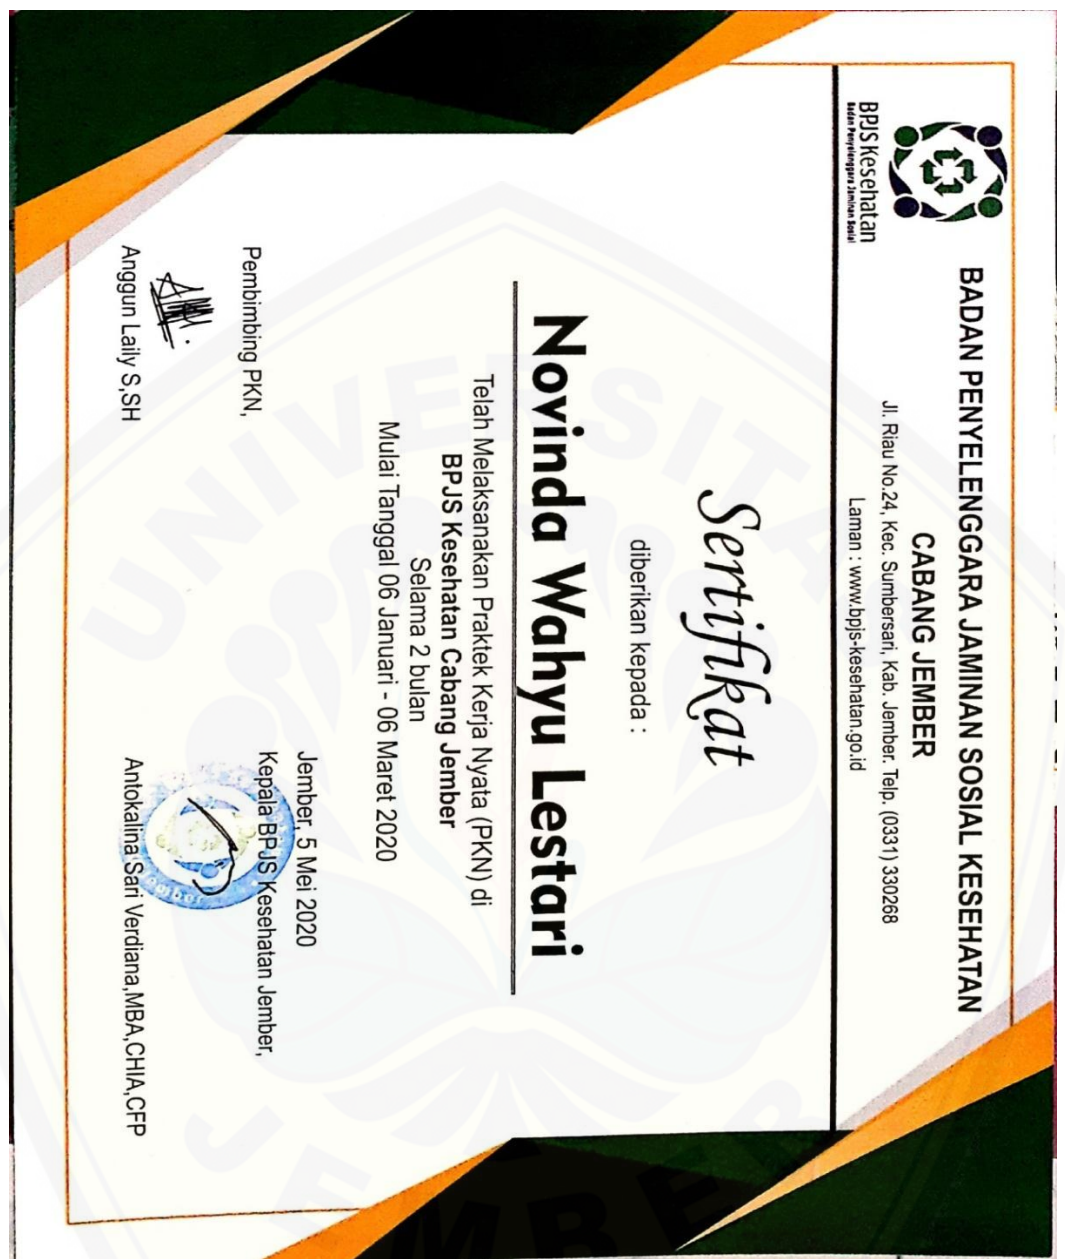 BPJS Kesehatan
Badan Penyelenggara Jaminan Sosial
BADAN PENYELENGGARA JAMINAN SOSIAL KESEHATAN
CABANG JEMBER
Jl. Riau No.24, Kec. Sumbersari, Kab. Jember. Telp. (0331) 330268
Laman : www.bpjs-kesehatan.go.id
Sertifikat
diberikan kepada :
Novinda Wahyu Lestari
Telah Melaksanakan Praktek Kerja Nyata (PKN) di
BPJS Kesehatan Cabang Jember
Selama 2 bulan
Mulai Tanggal 06 Januari - 06 Maret 2020
Jember, 5 Mei 2020
Pembimbing PKN,
Kepala BPJS Kesehatan Jember,
Anggun Laily S,SH
Antokalina Sari Verdiana,MBA,CHIA,CFP
UNIVERSITAS
JEMBER